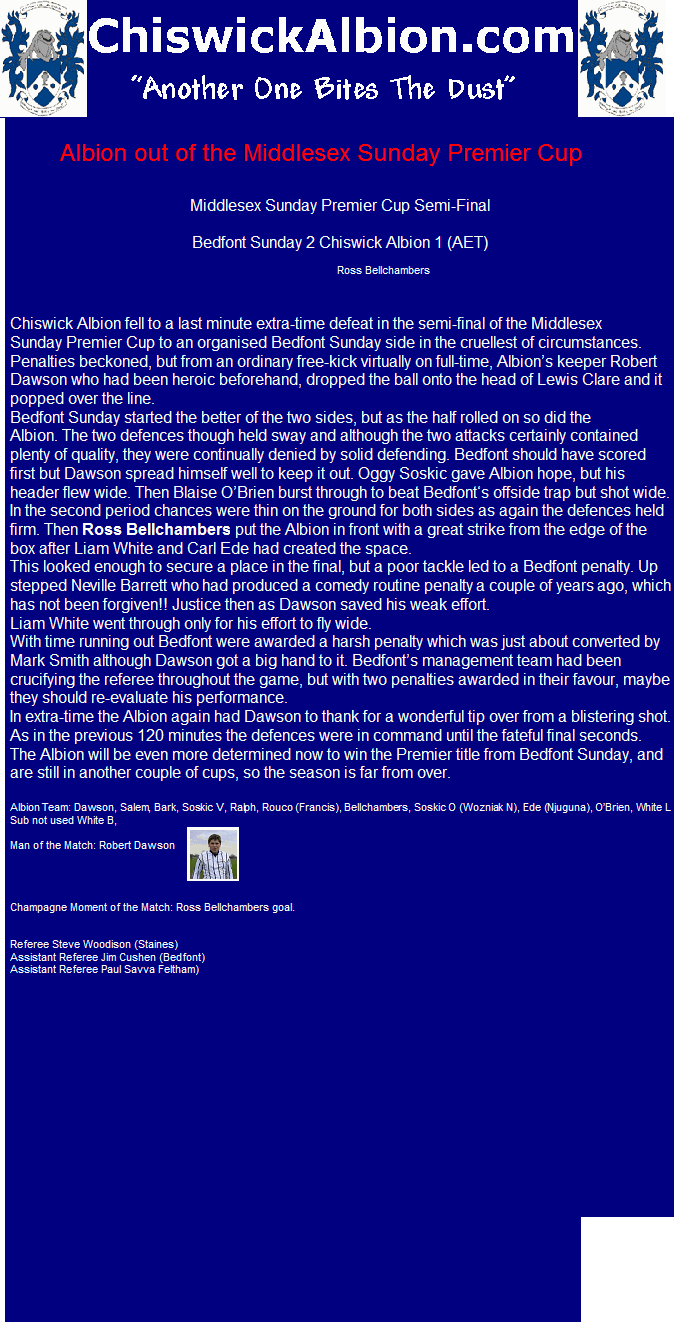 ChiswickAlbion.com
"Another One Bites The Dust"
Albion out of the Middlesex Sunday Premier Cup
Middlesex Sunday Premier Cup Semi-Final
Bedfont Sunday 2 Chiswick Albion 1 (AET)
Ross Bellchambers
Chiswick Albion fell to a last minute extra-time defeat in the semi-final of the Middlesex
Sunday Premier Cup to an organised Bedfont Sunday side in the cruellest of circumstances.
Penalties beckoned, but from an ordinary free-kick virtually on full-time, Albion’s keeper Robert
Dawson who had been heroic beforehand, dropped the ball onto the head of Lewis Clare and it
popped over the line.
Bedfont Sunday started the better of the two sides, but as the half rolled on so did the
Albion. The two defences though held sway and although the two attacks certainly contained
plenty of quality, they were continually denied by solid defending. Bedfont should have scored
first but Dawson spread himself well to keep it out. Oggy Soskic gave Albion hope, but his
header flew wide. Then Blaise O’Brien burst through to beat Bedfont‘s offside trap but shot wide.
In the second period chances were thin on the ground for both sides as again the defences held
firm. Then Ross Bellchambers put the Albion in front with a great strike from the edge of the
box after Liam White and Carl Ede had created the space.
This looked enough to secure a place in the final, but a poor tackle led to a Bedfont penalty. Up
stepped Neville Barrett who had produced a comedy routine penalty a couple of years ago, which
has not been forgiven!! Justice then as Dawson saved his weak effort.
Liam White went through only for his effort to fly wide.
With time running out Bedfont were awarded a harsh penalty which was just about converted by
Mark Smith although Dawson got a big hand to it. Bedfont’s management team had been
crucifying the referee throughout the game, but with two penalties awarded in their favour, maybe
they should re-evaluate his performance.
In extra-time the Albion again had Dawson to thank for a wonderful tip over from a blistering shot.
As in the previous 120 minutes the defences were in command until the fateful final seconds.
The Albion will be even more determined now to win the Premier title from Bedfont Sunday, and
are still in another couple of cups, so the season is far from over.
Albion Team: Dawson, Salem, Bark, Soskic V, Ralph, Rouco (Francis), Bellchambers, Soskic O (Wozniak N), Ede (Njuguna), O'Brien, White L
Sub not used White B,
Man of the Match: Robert Dawson
Champagne Moment of the Match: Ross Bellchambers goal.
Referee Steve Woodison (Staines)
Assistant Referee Jim Cushen (Bedfont)
Assistant Referee Paul Savva Feltham)